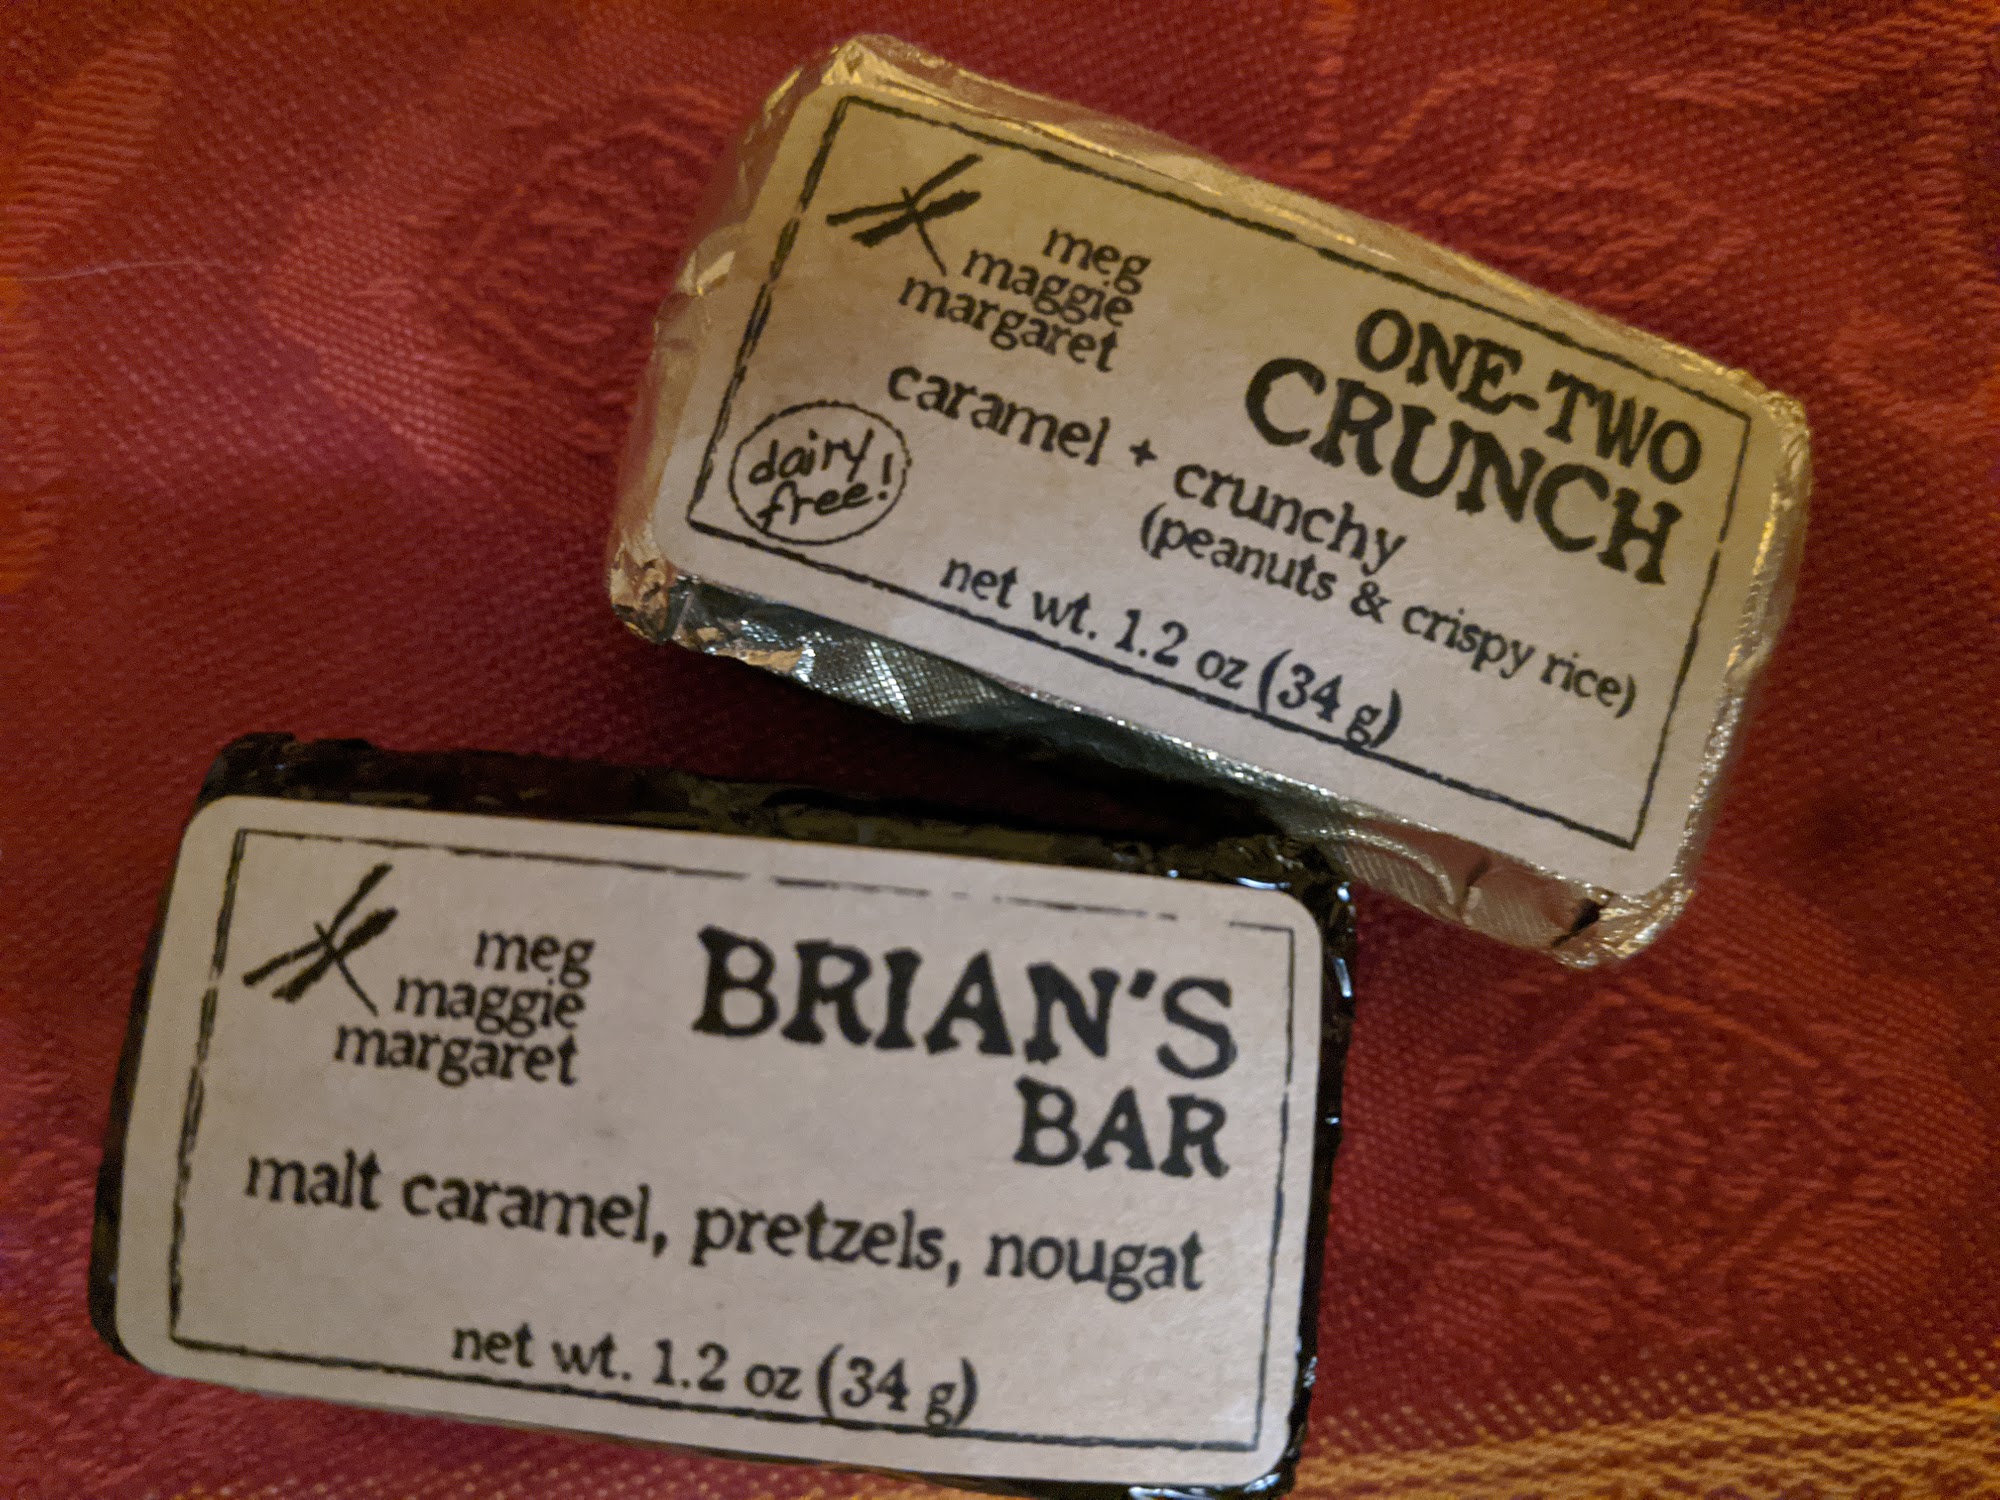 meg
maggie
margaret
ONE-TWO
CRUNCH
caramel + crunchy
(peanuts & crispy rice)
dairy
free!
net wt. 1.2 oz (34 g)
meg
maggie
margaret
BRIAN'S
BAR
malt caramel, pretzels, nougat
net wt. 1.2 oz (34 g)